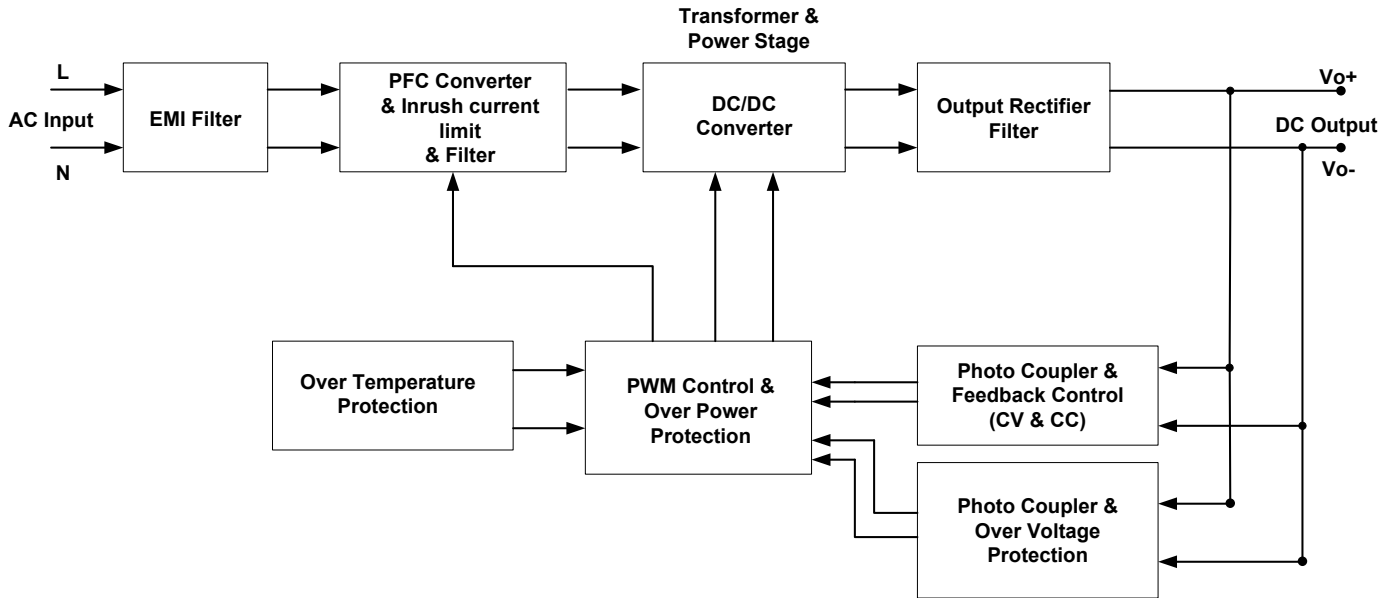 Transformer &
Power Stage
L
AC Input
N
EMI Filter
PFC Converter
& Inrush current
limit
& Filter
DC/DC
Converter
Output Rectifier
Filter
Vo+
DC Output
Vo-
Over Temperature
Protection
PWM Control &
Over Power
Protection
Photo Coupler &
Feedback Control
(CV & CC)
Photo Coupler &
Over Voltage
Protection